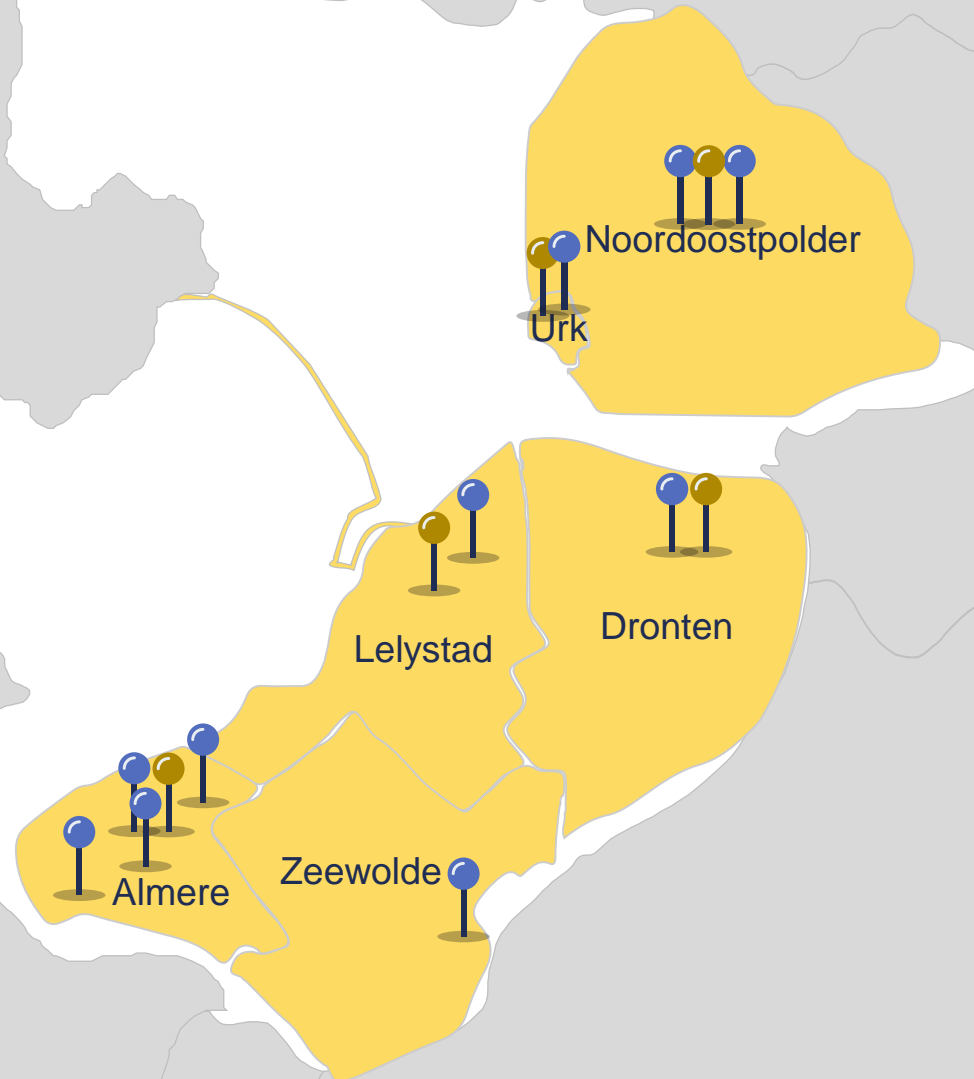 Noordoostpolder
Urk
Dronten
Lelystad
Zeewolde
Almere